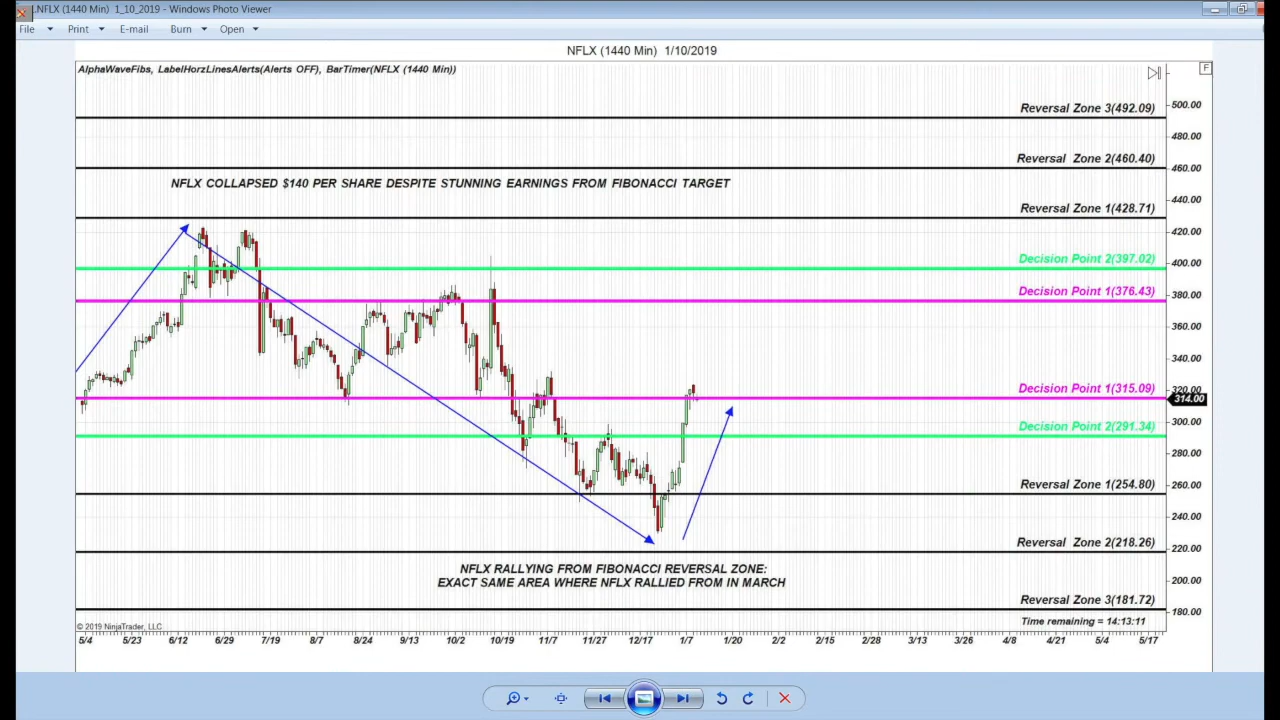 NFLX (1440 Min) 1_10_2019 - Windows Photo Viewer
File Print E-mail Burn Open
NFLX (1440 Min) 1/10/2019
AlphaWaveFibs, LabelHorzLinesAlerts(Alerts OFF), BarTimer(NFLX (1440 Min))
F
Reversal Zone 3(492.09)
500.00
480.00
Reversal Zone 2(460.40)
460.00
NFLX COLLAPSED $140 PER SHARE DESPITE STUNNING EARNINGS FROM FIBONACCI TARGET
440.00
Reversal Zone 1(428.71)
420.00
Decision Point 2(397.02)
400.00
Decision Point 1(376.43)
380.00
360.00
340.00
Decision Point 1(315.09)
320.00
314.00
300.00
Decision Point 2(291.34)
280.00
260.00
Reversal Zone 1(254.80)
240.00
Reversal Zone 2(218.26)
220.00
NFLX RALLYING FROM FIBONACCI REVERSAL ZONE:
EXACT SAME AREA WHERE NFLX RALLIED FROM IN MARCH
200.00
Reversal Zone 3(181.72)
180.00
Time remaining = 14:13:11
© 2019 NinjaTrader, LLC
5/4 5/23 6/12 6/29 7/19 8/7 8/24 9/13 10/2 10/19 11/7 11/27 12/17 1/7 1/20 2/2 2/15 2/28 3/13 3/26 4/8 4/21 5/4 5/17